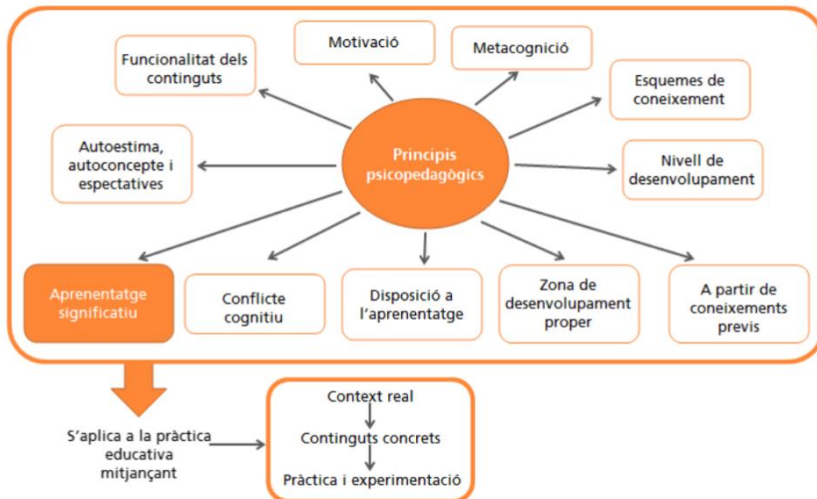 Motivació
Metacognició
Funcionalitat dels
continguts
Esquemes de
coneixement
Autoestima,
autoconcepte i
espectatives
Principis
psicopedagògics
Nivell de
desenvolupament
Aprenentatge
significatiu
Conflicte
cognitiu
Disposició a
l'aprenentatge
Zona de
desenvolupament
proper
A partir de
coneixements
previs
S'aplica a la pràctica
educativa
mitjançant
Context real
Continguts concrets
Pràctica i experimentació